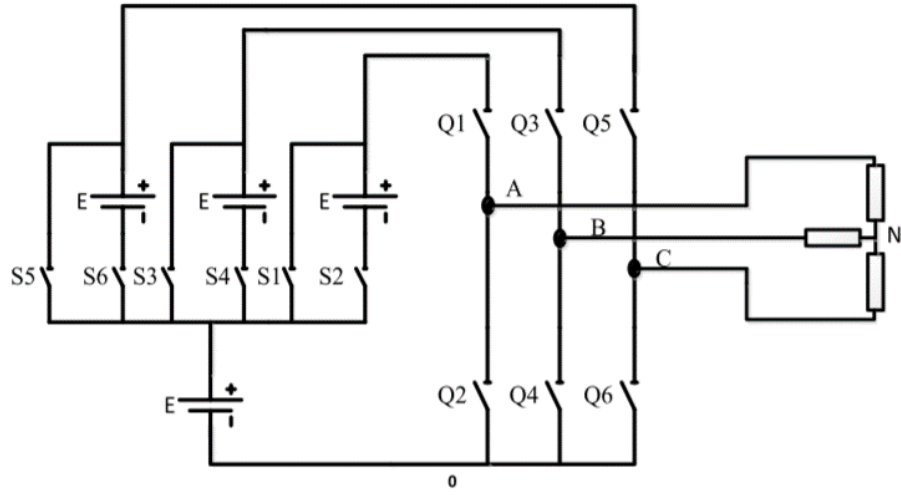 Q1 Q3 Q5
E + - E + - E + -
A
B N
C
S5 S6 S3 S4 S1 S2
E + -
Q2 Q4 Q6
0